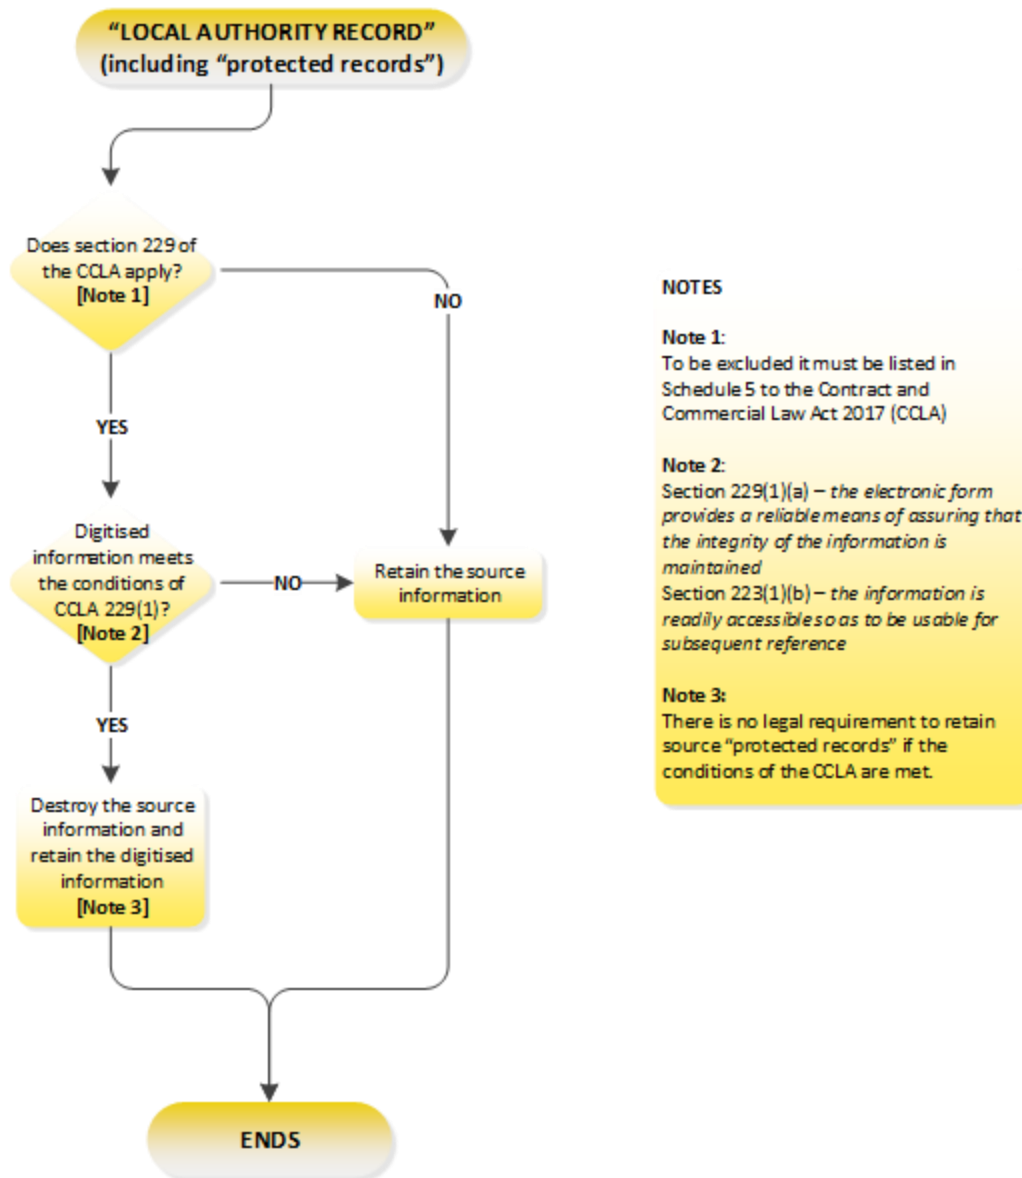 “LOCAL AUTHORITY RECORD”
(including “protected records”)
Does section 229 of
the CCLA apply?
[Note 1]
NO
YES
Digitised
information meets
the conditions of
CCLA 229(1)?
[Note 2]
NO
Retain the source
information
YES
Destroy the source
information and
retain the digitised
information
[Note 3]
ENDS
NOTES
Note 1:
To be excluded it must be listed in
Schedule 5 to the Contract and
Commercial Law Act 2017 (CCLA)
Note 2:
Section 229(1)(a) – the electronic form
provides a reliable means of assuring that
the integrity of the information is
maintained
Section 223(1)(b) – the information is
readily accessible so as to be usable for
subsequent reference
Note 3:
There is no legal requirement to retain
source “protected records” if the
conditions of the CCLA are met.